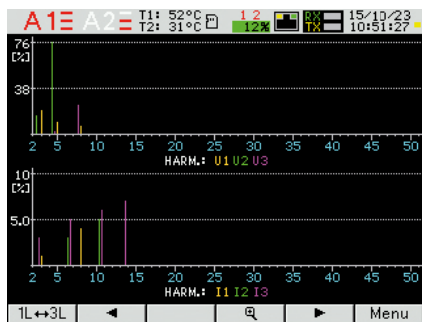 A1Ξ A2Ξ T1: 52°C 1 2 RX 15/10/23
T2: 31°C 12% TX 10:51:27
76
[%]
38
2 5 10 15 20 25 30 35 40 45 50
HARM.: U1 U2 U3
10
[%]
5.0
2 5 10 15 20 25 30 35 40 45 50
HARM.: I1 I2 I3
1L↔3L ◄ ► Menu